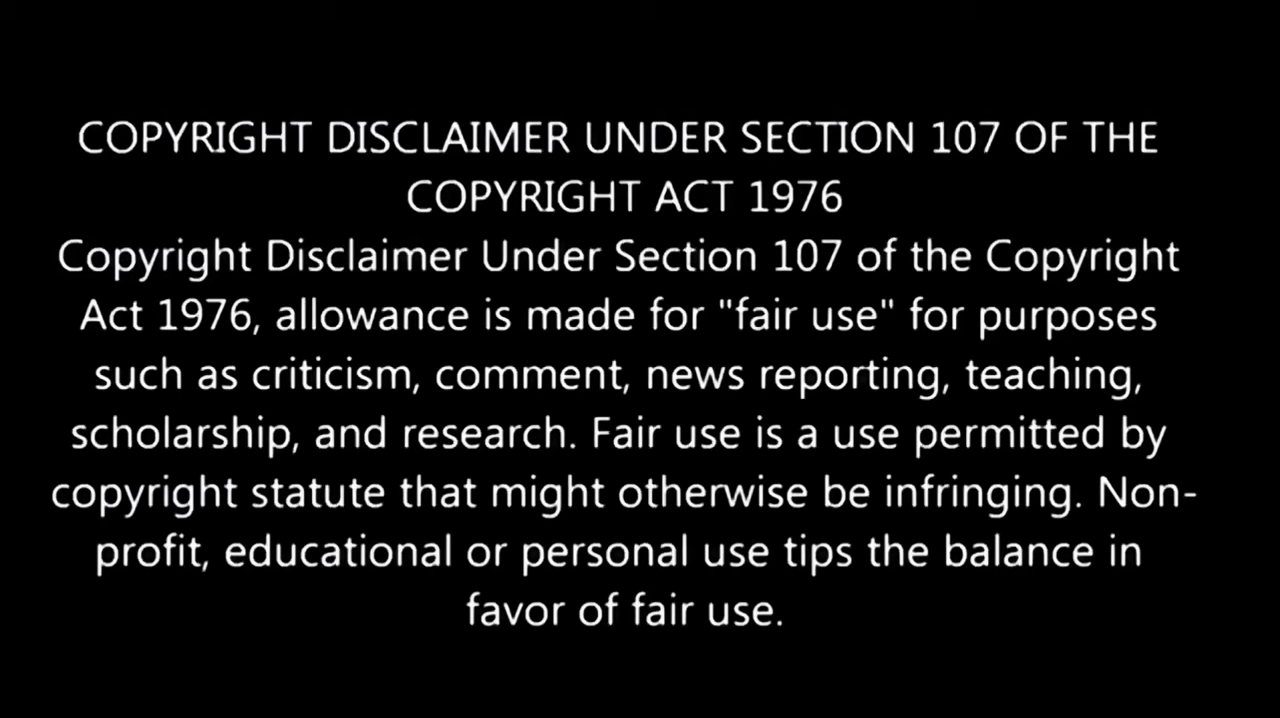 COPYRIGHT DISCLAIMER UNDER SECTION 107 OF THE
COPYRIGHT ACT 1976
Copyright Disclaimer Under Section 107 of the Copyright
Act 1976, allowance is made for "fair use" for purposes
such as criticism, comment, news reporting, teaching,
scholarship, and research. Fair use is a use permitted by
copyright statute that might otherwise be infringing. Non-
profit, educational or personal use tips the balance in
favor of fair use.